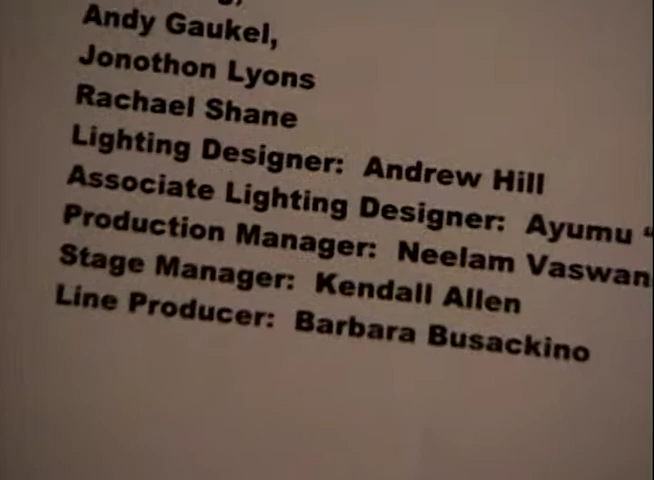 Andy Gaukel,
Jonothon Lyons
Rachael Shane
Lighting Designer: Andrew Hill
Associate Lighting Designer: Ayumu “
Production Manager: Neelam Vaswan
Stage Manager: Kendall Allen
Line Producer: Barbara Busackino